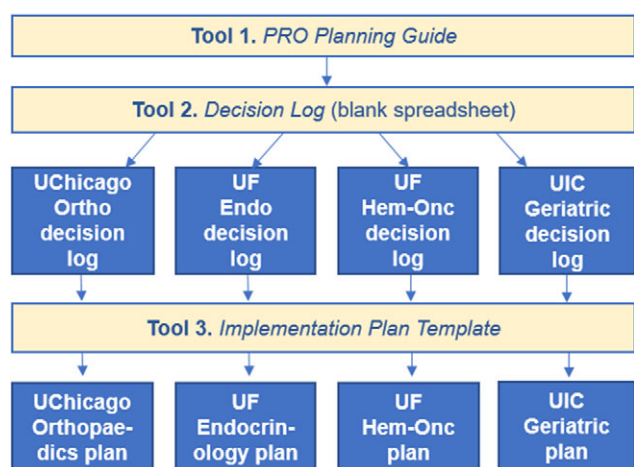 Tool 1. PRO Planning Guide
Tool 2. Decision Log (blank spreadsheet)
UChicago
Ortho
decision
log
UF
Endo
decision
log
UF
Hem-Onc
decision
log
UIC
Geriatric
decision
log
Tool 3. Implementation Plan Template
UChicago
Orthopae-
dics plan
UF
Endocrin-
ology plan
UF
Hem-Onc
plan
UIC
Geriatric
plan